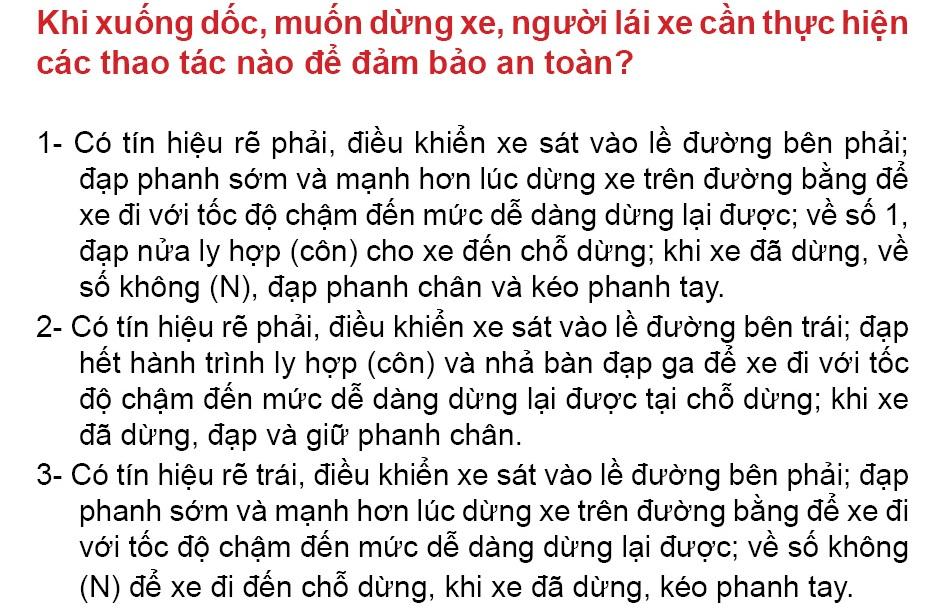 Khi xuống dốc, muốn dừng xe, người lái xe cần thực hiện
các thao tác nào để đảm bảo an toàn?
1- Có tín hiệu rẽ phải, điều khiển xe sát vào lề đường bên phải;
đạp phanh sớm và mạnh hơn lúc dừng xe trên đường bằng để
xe đi với tốc độ chậm đến mức dễ dàng dừng lại được; về số 1,
đạp nửa ly hợp (côn) cho xe đến chỗ dừng; khi xe đã dừng, về
số không (N), đạp phanh chân và kéo phanh tay.
2- Có tín hiệu rẽ phải, điều khiển xe sát vào lề đường bên trái; đạp
hết hành trình ly hợp (côn) và nhả bàn đạp ga để xe đi với tốc
độ chậm đến mức dễ dàng dừng lại được tại chỗ dừng; khi xe
đã dừng, đạp và giữ phanh chân.
3- Có tín hiệu rẽ trái, điều khiển xe sát vào lề đường bên phải; đạp
phanh sớm và mạnh hơn lúc dừng xe trên đường bằng để xe đi
với tốc độ chậm đến mức dễ dàng dừng lại được; về số không
(N) để xe đi đến chỗ dừng, khi xe đã dừng, kéo phanh tay.